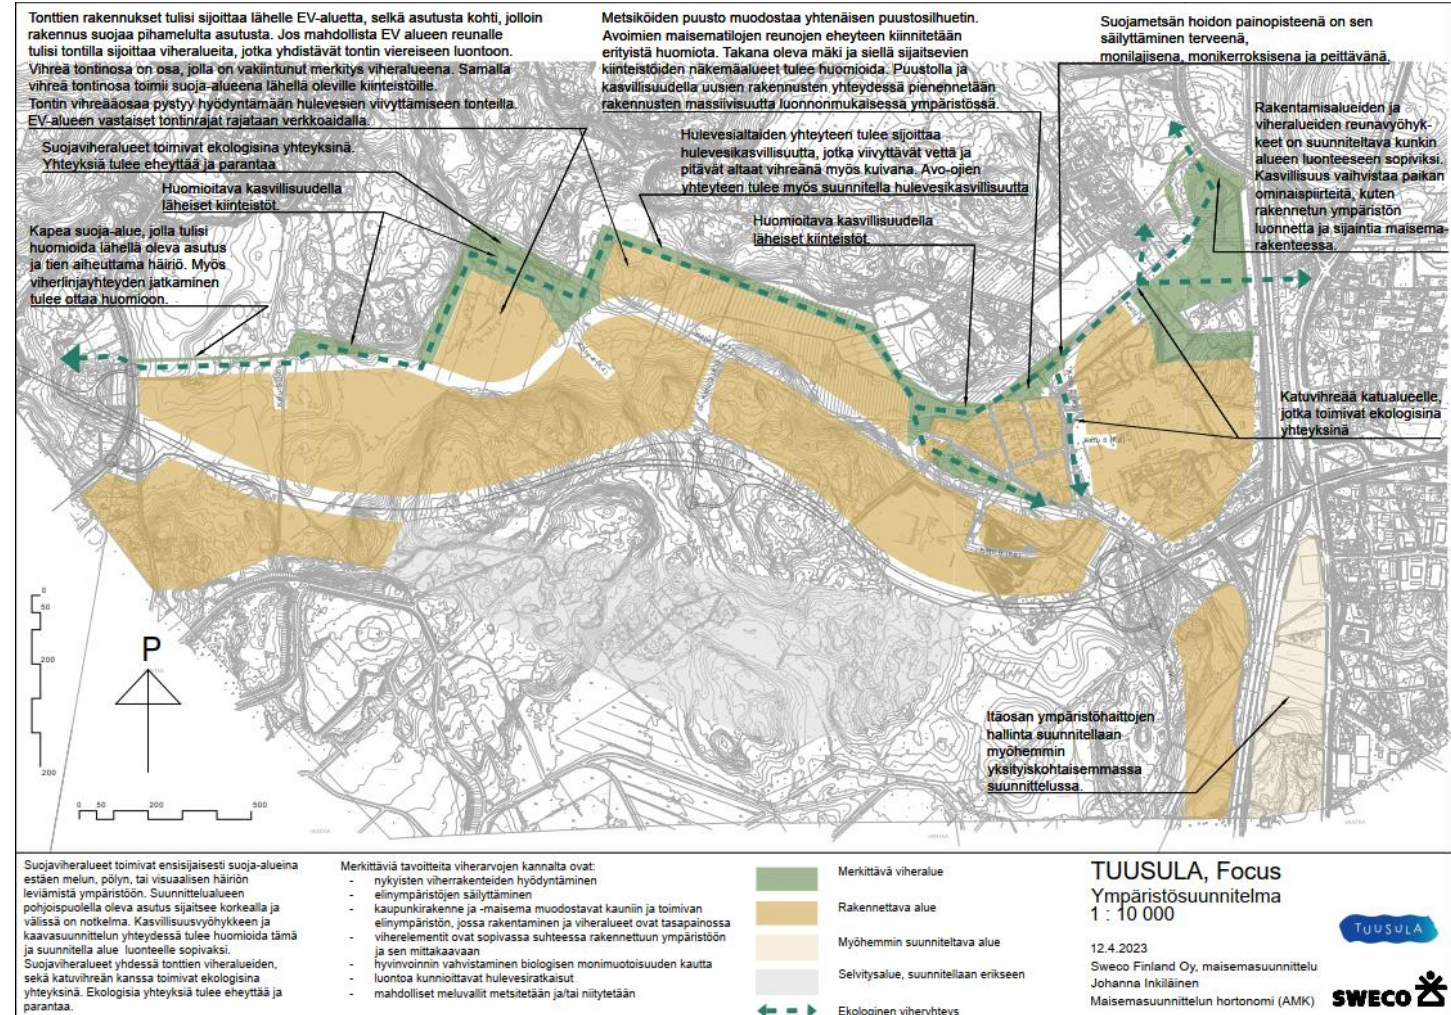 Tonttien rakennukset tulisi sijoittaa lähelle EV-aluetta, selkä asutusta kohti, jolloin
rakennus suojaa pihamelulta asutusta. Jos mahdollista EV alueen reunalle
tulisi tontilla sijoittaa viheralueita, jotka yhdistävät tontin viereiseen luontoon.
Vihreä tontinosa on osa, jolla on vakiintunut merkitys viheralueena. Samalla
vihreä tontinosa toimii suoja-alueena lähellä oleville kiinteistöille.
Tontin vihreääosaa pystyy hyödyntämään hulevesien viivyttämiseen tonteilla.
EV-alueen vastaiset tontinrajat rajataan verkkoaidalla.
Suojaviheralueet toimivat ekologisina yhteyksinä.
Yhteyksiä tulee eheyttää ja parantaa
Huomioitava kasvillisuudella
läheiset kiinteistöt.
Kapea suoja-alue, jolla tulisi
huomioida lähellä oleva asutus
ja tien aiheuttama häiriö. Myös
viherlinjayhteyden jatkaminen
tulee ottaa huomioon.
Metsiköiden puusto muodostaa yhtenäisen puustosilhuetin.
Avoimien maisematilojen reunojen eheyteen kiinnitetään
erityistä huomiota. Takana oleva mäki ja siellä sijaitsevien
kiinteistöiden näkemäalueet tulee huomioida. Puustolla ja
kasvillisuudella uusien rakennusten yhteydessä pienennetään
rakennusten massiivisuutta luonnonmukaisessa ympäristössä.
Hulevesialtaiden yhteyteen tulee sijoittaa
hulevesikasvillisuutta, jotka viivyttävät vettä ja
pitävät altaat vihreänä myös kuivana. Avo-ojien
yhteyteen tulee myös suunnitella hulevesikasvillisuutta
Huomioitava kasvillisuudella
läheiset kiinteistöt.
Suojametsän hoidon painopisteenä on sen
säilyttäminen terveenä,
monilajisena, monikerroksisena ja peittävänä.
Rakentamisalueiden ja
viheralueiden reunavyöhyk-
keet on suunniteltava kunkin
alueen luonteeseen sopiviksi.
Kasvillisuus vaihvistaa paikan
ominaispiirteitä, kuten
rakennetun ympäristön
luonnetta ja sijaintia maisema-
rakenteessa.
Katuvihreää katualueelle,
jotka toimivat ekologisina
yhteyksinä
Itäosan ympäristöhaittojen
hallinta suunnitellaan
myöhemmin
yksityiskohtaisemmassa
suunnittelussa.
0
50
200
200
P
0 50 200 500
VANTAA
VANTAA
VANTAA
Suojaviheralueet toimivat ensisijaisesti suoja-alueina
estäen melun, pölyn, tai visuaalisen häiriön
leviämistä ympäristöön. Suunnittelualueen
pohjoispuolella oleva asutus sijaitsee korkealla ja
välissä on notkelma. Kasvillisuusvyöhykkeen ja
kaavasuunnittelun yhteydessä tulee huomioida tämä
ja suunnitella alue luonteelle sopivaksi.
Suojaviheralueet yhdessä tonttien viheralueiden,
sekä katuvihreän kanssa toimivat ekologisina
yhteyksinä. Ekologisia yhteyksiä tulee eheyttää ja
parantaa.
Merkittäviä tavoitteita viherarvojen kannalta ovat:
- nykyisten viherrakenteiden hyödyntäminen
- elinympäristöjen säilyttäminen
- kaupunkirakenne ja -maisema muodostavat kauniin ja toimivan
elinympäristön, jossa rakentaminen ja viheralueet ovat tasapainossa
- viherelementit ovat sopivassa suhteessa rakennettuun ympäristöön
ja sen mittakaavaan
- hyvinvoinnin vahvistaminen biologisen monimuotoisuuden kautta
- luontoa kunnioittavat hulevesiratkaisut
- mahdolliset meluvallit metsitetään ja/tai niitytetään
Merkittävä viheralue
Rakennettava alue
Myöhemmin suunniteltava alue
Selvitysalue, suunnitellaan erikseen
Ekologinen viheryhteys
TUUSULA, Focus
Ympäristösuunnitelma
1 : 10 000
12.4.2023
Sweco Finland Oy, maisemasuunnittelu
Johanna Inkiläinen
Maisemasuunnittelun hortonomi (AMK)
TUUSULA
SWECO